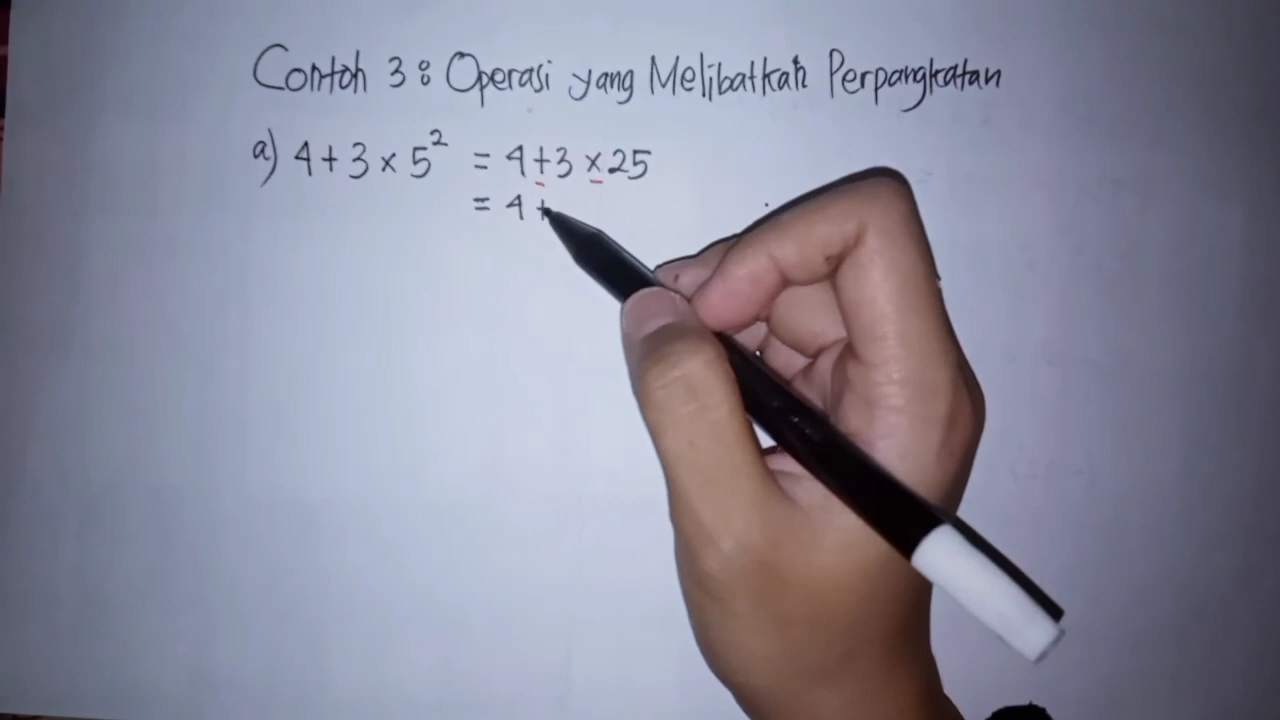 Contoh 3: Operasi yang Melibatkan Perpangkatan
a) 4 + 3 × 5² = 4 + 3 × 25
= 4 +